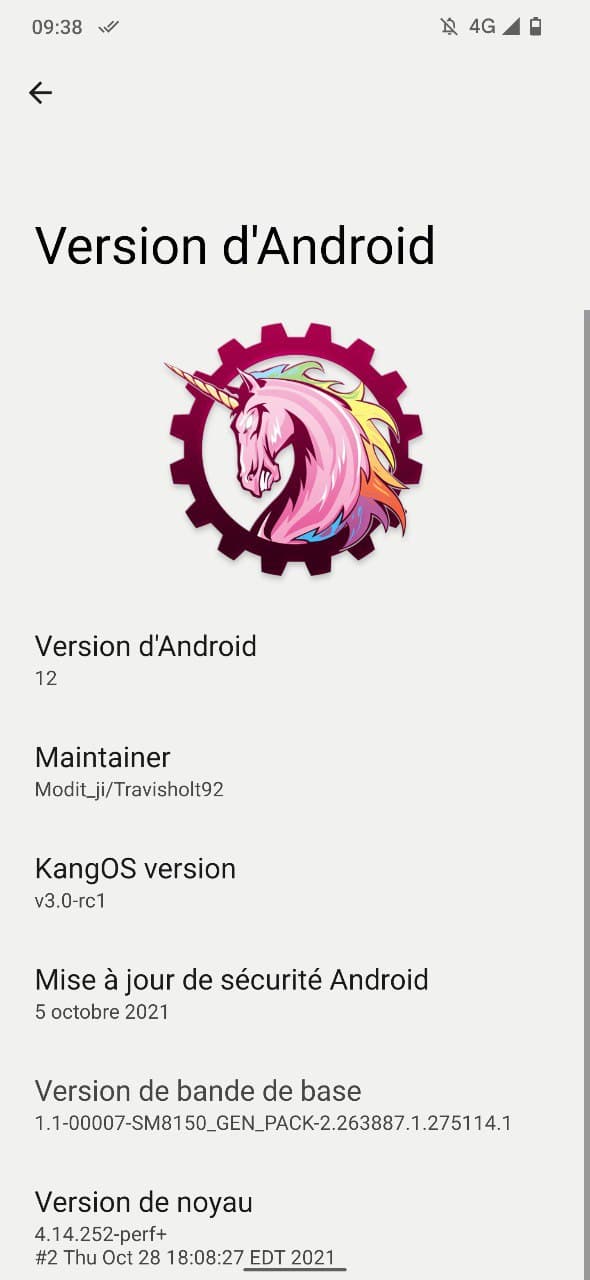 09:38
4G
Version d'Android
Version d'Android
12
Maintainer
Modit_ji/Travisholt92
KangOS version
v3.0-rc1
Mise à jour de sécurité Android
5 octobre 2021
Version de bande de base
1.1-00007-SM8150_GEN_PACK-2.263887.1.275114.1
Version de noyau
4.14.252-perf+
#2 Thu Oct 28 18:08:27 EDT 2021